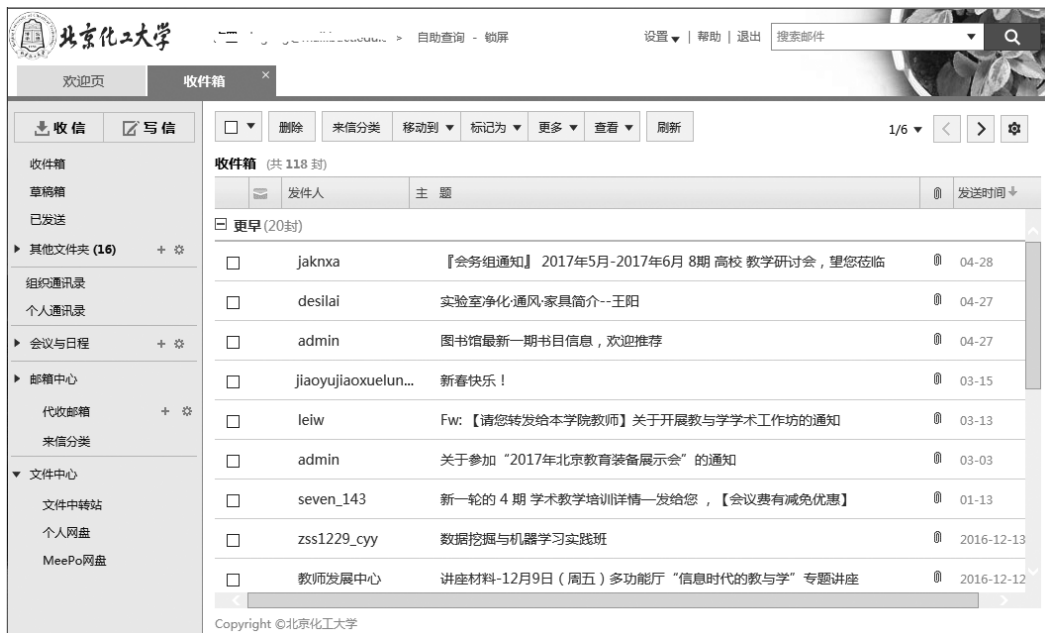 北京化工大学
> 自助查询 - 锁屏
设置 | 帮助 | 退出
搜索邮件
欢迎页
收件箱 ×
收信 写信
删除 来信分类 移动到 标记为 更多 查看 刷新
1/6
收件箱
草稿箱
已发送
其他文件夹 (16)
组织通讯录
个人通讯录
会议与日程
邮箱中心
代收邮箱
来信分类
文件中心
文件中转站
个人网盘
MeePo网盘
收件箱 (共 118 封)
发件人 主 题 发送时间
更早(20封)
jaknxa 『会务组通知』 2017年5月-2017年6月 8期 高校 教学研讨会，望您莅临 04-28
desilai 实验室净化·通风·家具简介--王阳 04-27
admin 图书馆最新一期书目信息，欢迎推荐 04-27
jiaoyujiaoxuelun... 新春快乐！ 03-15
leiw Fw: 【请您转发给本学院教师】关于开展教与学学术工作坊的通知 03-13
admin 关于参加“2017年北京教育装备展示会”的通知 03-03
seven_143 新一轮的 4 期 学术教学培训详情—发给您 ，【会议费有减免优惠】 01-13
zss1229_cyy 数据挖掘与机器学习实践班 2016-12-13
教师发展中心 讲座材料-12月9日（周五）多功能厅“信息时代的教与学”专题讲座 2016-12-12
Copyright ©北京化工大学